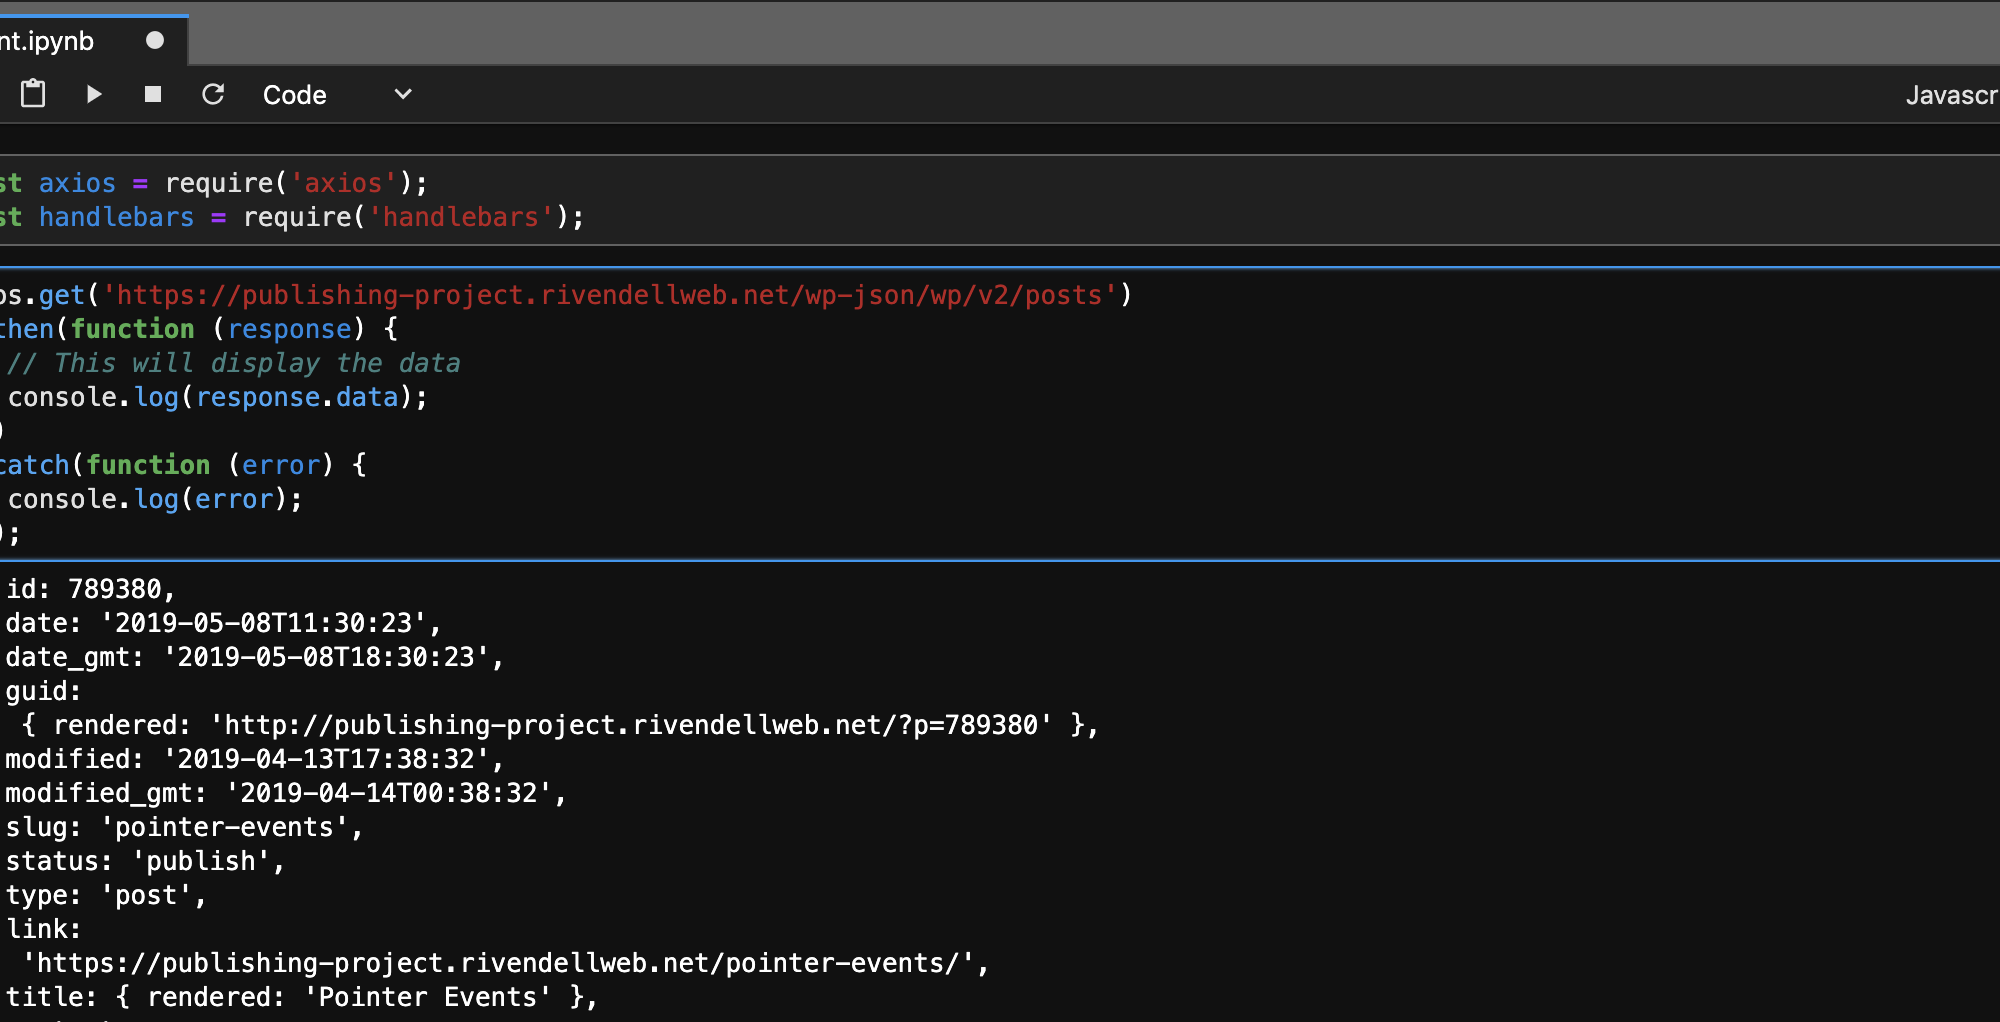 nt.ipynb
Code
Javascr
st axios = require('axios');
st handlebars = require('handlebars');
os.get('https://publishing-project.rivendellweb.net/wp-json/wp/v2/posts')
then(function (response) {
// This will display the data
console.log(response.data);
)
catch(function (error) {
console.log(error);
);
id: 789380,
date: '2019-05-08T11:30:23',
date_gmt: '2019-05-08T18:30:23',
guid:
{ rendered: 'http://publishing-project.rivendellweb.net/?p=789380' },
modified: '2019-04-13T17:38:32',
modified_gmt: '2019-04-14T00:38:32',
slug: 'pointer-events',
status: 'publish',
type: 'post',
link:
'https://publishing-project.rivendellweb.net/pointer-events/',
title: { rendered: 'Pointer Events' },